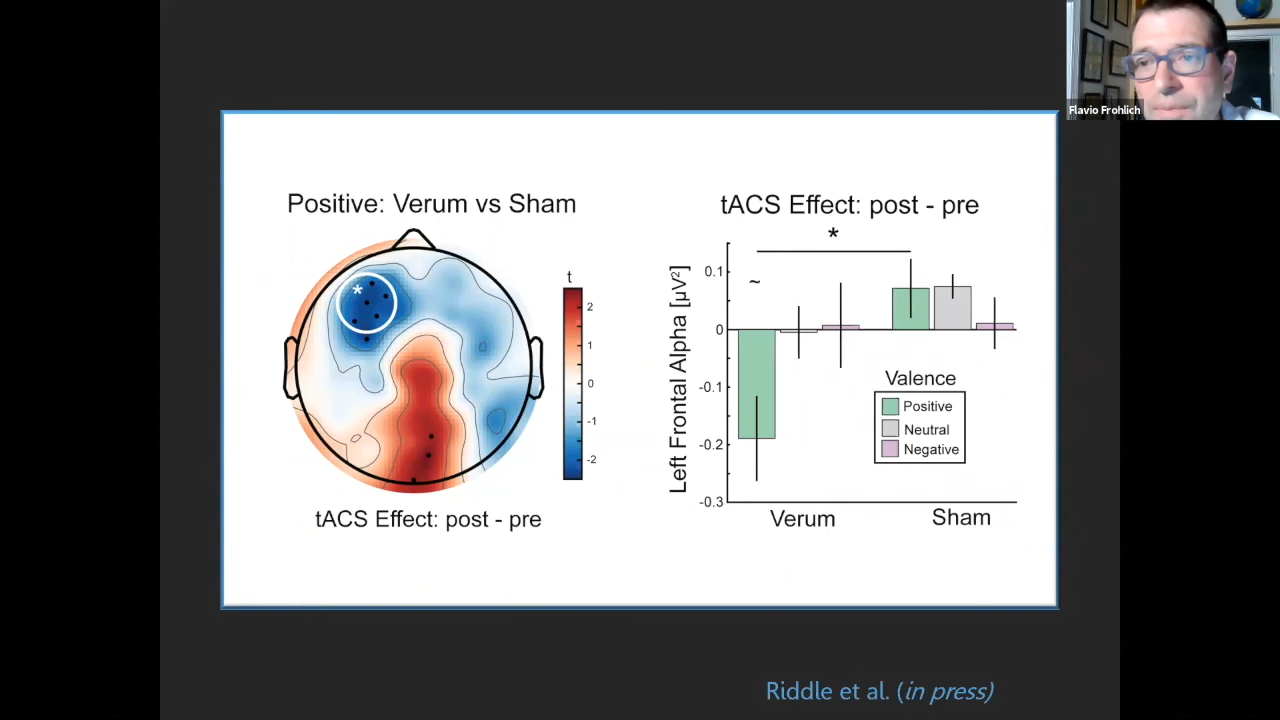 Flavio Frohlich
Positive: Verum vs Sham
*
t
2
1
0
-1
-2
tACS Effect: post - pre
tACS Effect: post - pre
*
~
Left Frontal Alpha [µV²]
0.1
0
-0.1
-0.2
-0.3
Valence
Positive
Neutral
Negative
Verum
Sham
Riddle et al. (in press)